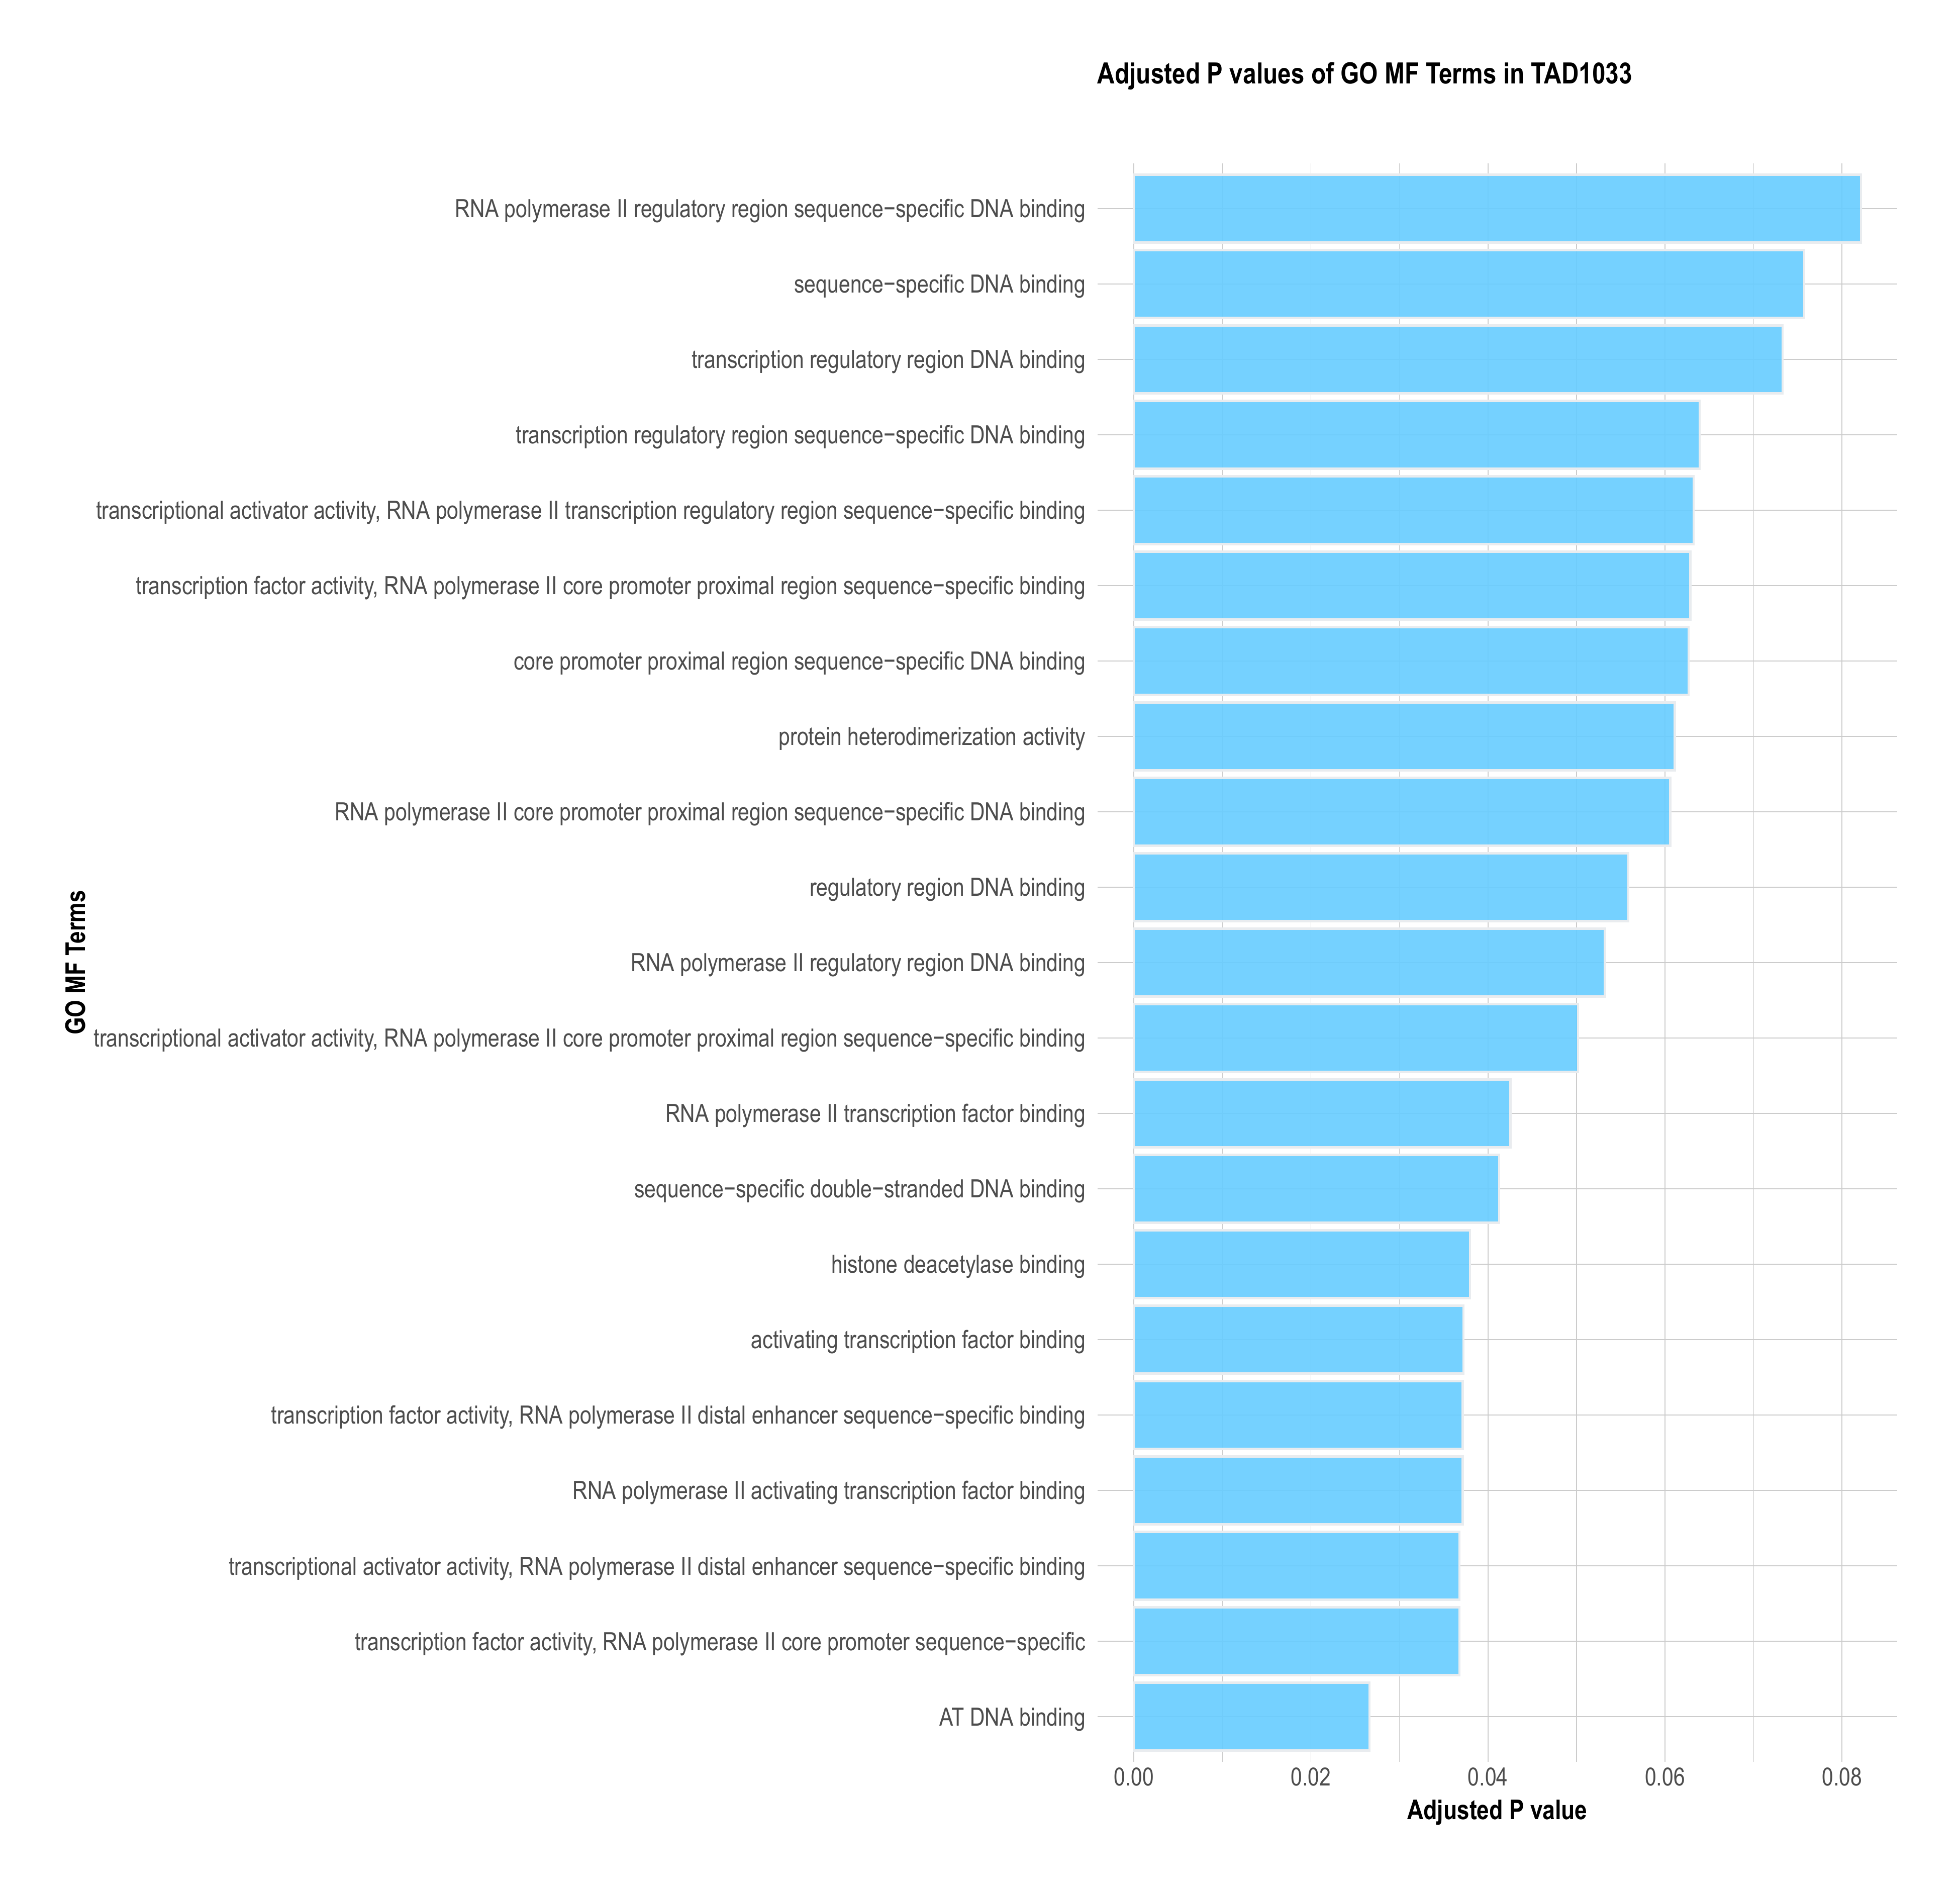 Adjusted P values of GO MF Terms in TAD1033
RNA polymerase II regulatory region sequence−specific DNA binding
sequence−specific DNA binding
transcription regulatory region DNA binding
transcription regulatory region sequence−specific DNA binding
transcriptional activator activity, RNA polymerase II transcription regulatory region sequence−specific binding
transcription factor activity, RNA polymerase II core promoter proximal region sequence−specific binding
core promoter proximal region sequence−specific DNA binding
protein heterodimerization activity
RNA polymerase II core promoter proximal region sequence−specific DNA binding
regulatory region DNA binding
RNA polymerase II regulatory region DNA binding
transcriptional activator activity, RNA polymerase II core promoter proximal region sequence−specific binding
RNA polymerase II transcription factor binding
sequence−specific double−stranded DNA binding
histone deacetylase binding
activating transcription factor binding
transcription factor activity, RNA polymerase II distal enhancer sequence−specific binding
RNA polymerase II activating transcription factor binding
transcriptional activator activity, RNA polymerase II distal enhancer sequence−specific binding
transcription factor activity, RNA polymerase II core promoter sequence−specific
AT DNA binding
GO MF Terms
0.00 0.02 0.04 0.06 0.08
Adjusted P value